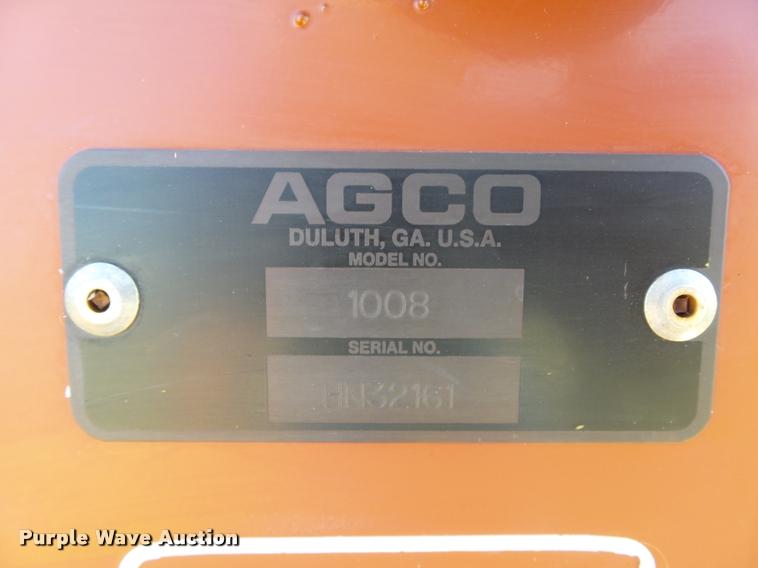 AGCO
DULUTH, GA. U.S.A.
MODEL NO.
1008
SERIAL NO.
HN32161
Purple Wave Auction